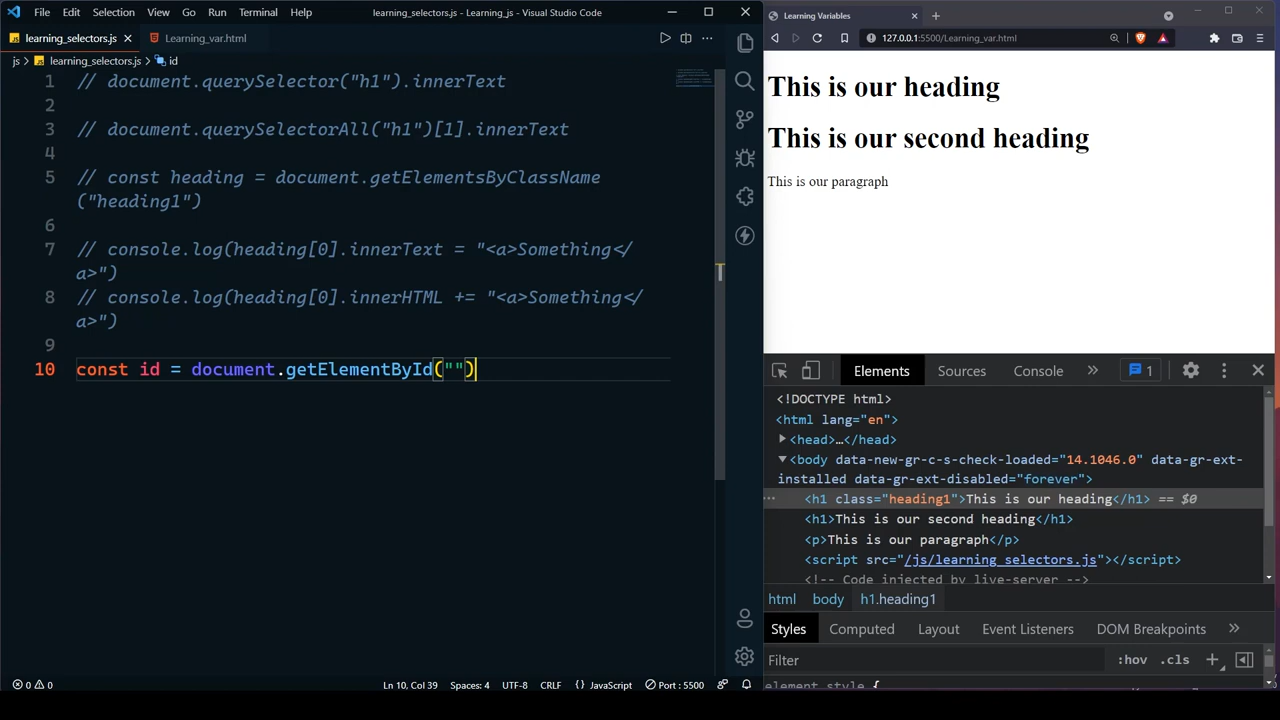 File Edit Selection View Go Run Terminal Help learning_selectors.js - Learning_js - Visual Studio Code
learning_selectors.js Learning_var.html
js > learning_selectors.js > id
1 // document.querySelector("h1").innerText
2
3 // document.querySelectorAll("h1")[1].innerText
4
5 // const heading = document.getElementsByClassName
("heading1")
6
7 // console.log(heading[0].innerText = "<a>Something</
a>")
8 // console.log(heading[0].innerHTML += "<a>Something</
a>")
9
10 const id = document.getElementById("")
Ln 10, Col 39 Spaces: 4 UTF-8 CRLF {} JavaScript Port : 5500
0 0
Learning Variables
127.0.0.1:5500/Learning_var.html
This is our heading
This is our second heading
This is our paragraph
Elements Sources Console » 1
<!DOCTYPE html>
<html lang="en">
<head>…</head>
<body data-new-gr-c-s-check-loaded="14.1046.0" data-gr-ext-
installed data-gr-ext-disabled="forever">
<h1 class="heading1">This is our heading</h1> == $0
<h1>This is our second heading</h1>
<p>This is our paragraph</p>
<script src="/js/learning_selectors.js"></script>
<!-- Code injected by live-server -->
html body h1.heading1
Styles Computed Layout Event Listeners DOM Breakpoints »
Filter :hov .cls +
element.style {